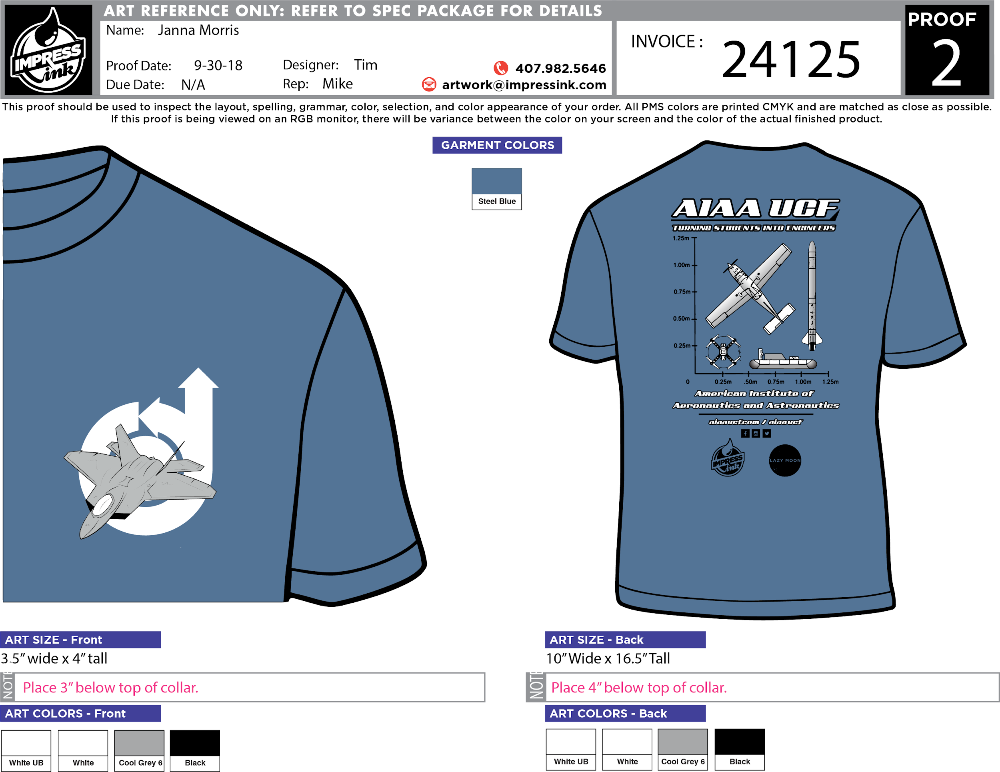 ART REFERENCE ONLY: REFER TO SPEC PACKAGE FOR DETAILS
IMPRESS
ink
Name: Janna Morris
Proof Date: 9-30-18
Designer: Tim
Due Date: N/A
Rep: Mike
407.982.5646
artwork@impressink.com
INVOICE : 24125
PROOF
2
This proof should be used to inspect the layout, spelling, grammar, color, selection, and color appearance of your order. All PMS colors are printed CMYK and are matched as close as possible.
If this proof is being viewed on an RGB monitor, there will be variance between the color on your screen and the color of the actual finished product.
GARMENT COLORS
Steel Blue
AIAA UCF
TURNING STUDENTS INTO ENGINEERS
1.25m
1.00m
0.75m
0.50m
0.25m
0 0.25m .50m 0.75m 1.00m 1.25m
American Institute of
Aeronautics and Astronautics
aiaaucf.com / aiaaucf
IMPRESS
ink
LAZY MOON
ART SIZE - Front
3.5” wide x 4” tall
NOTE
Place 3” below top of collar.
ART COLORS - Front
White UB White Cool Grey 6 Black
ART SIZE - Back
10” Wide x 16.5” Tall
NOTE
Place 4” below top of collar.
ART COLORS - Back
White UB White Cool Grey 6 Black